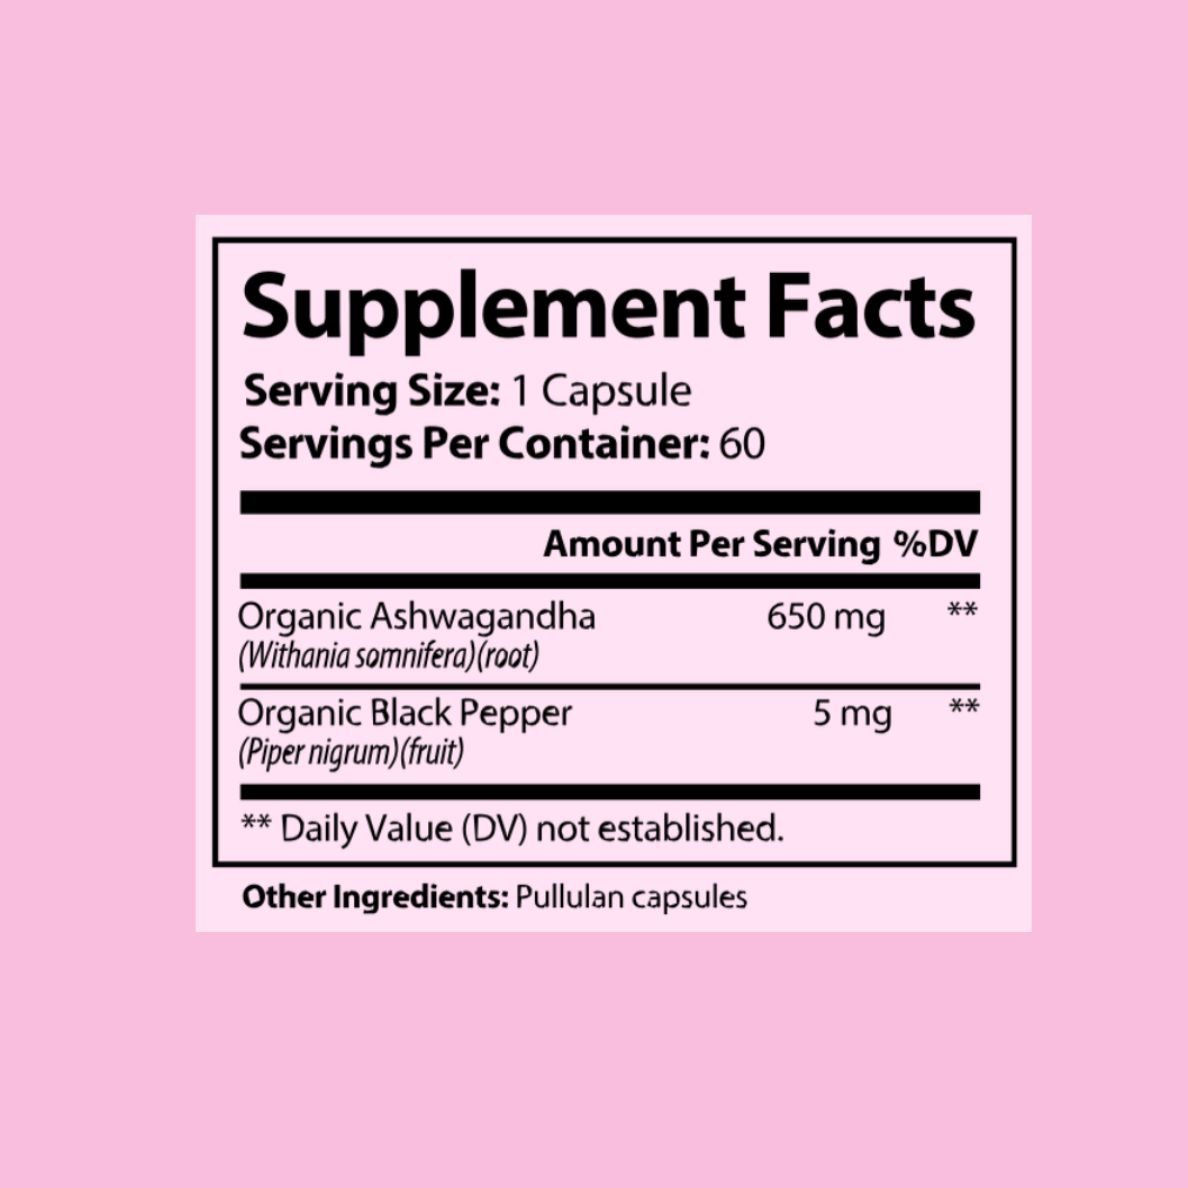 Supplement Facts
Serving Size: 1 Capsule
Servings Per Container: 60
Amount Per Serving %DV
Organic Ashwagandha 650 mg **
(Withania somnifera)(root)
Organic Black Pepper 5 mg **
(Piper nigrum)(fruit)
** Daily Value (DV) not established.
Other Ingredients: Pullulan capsules